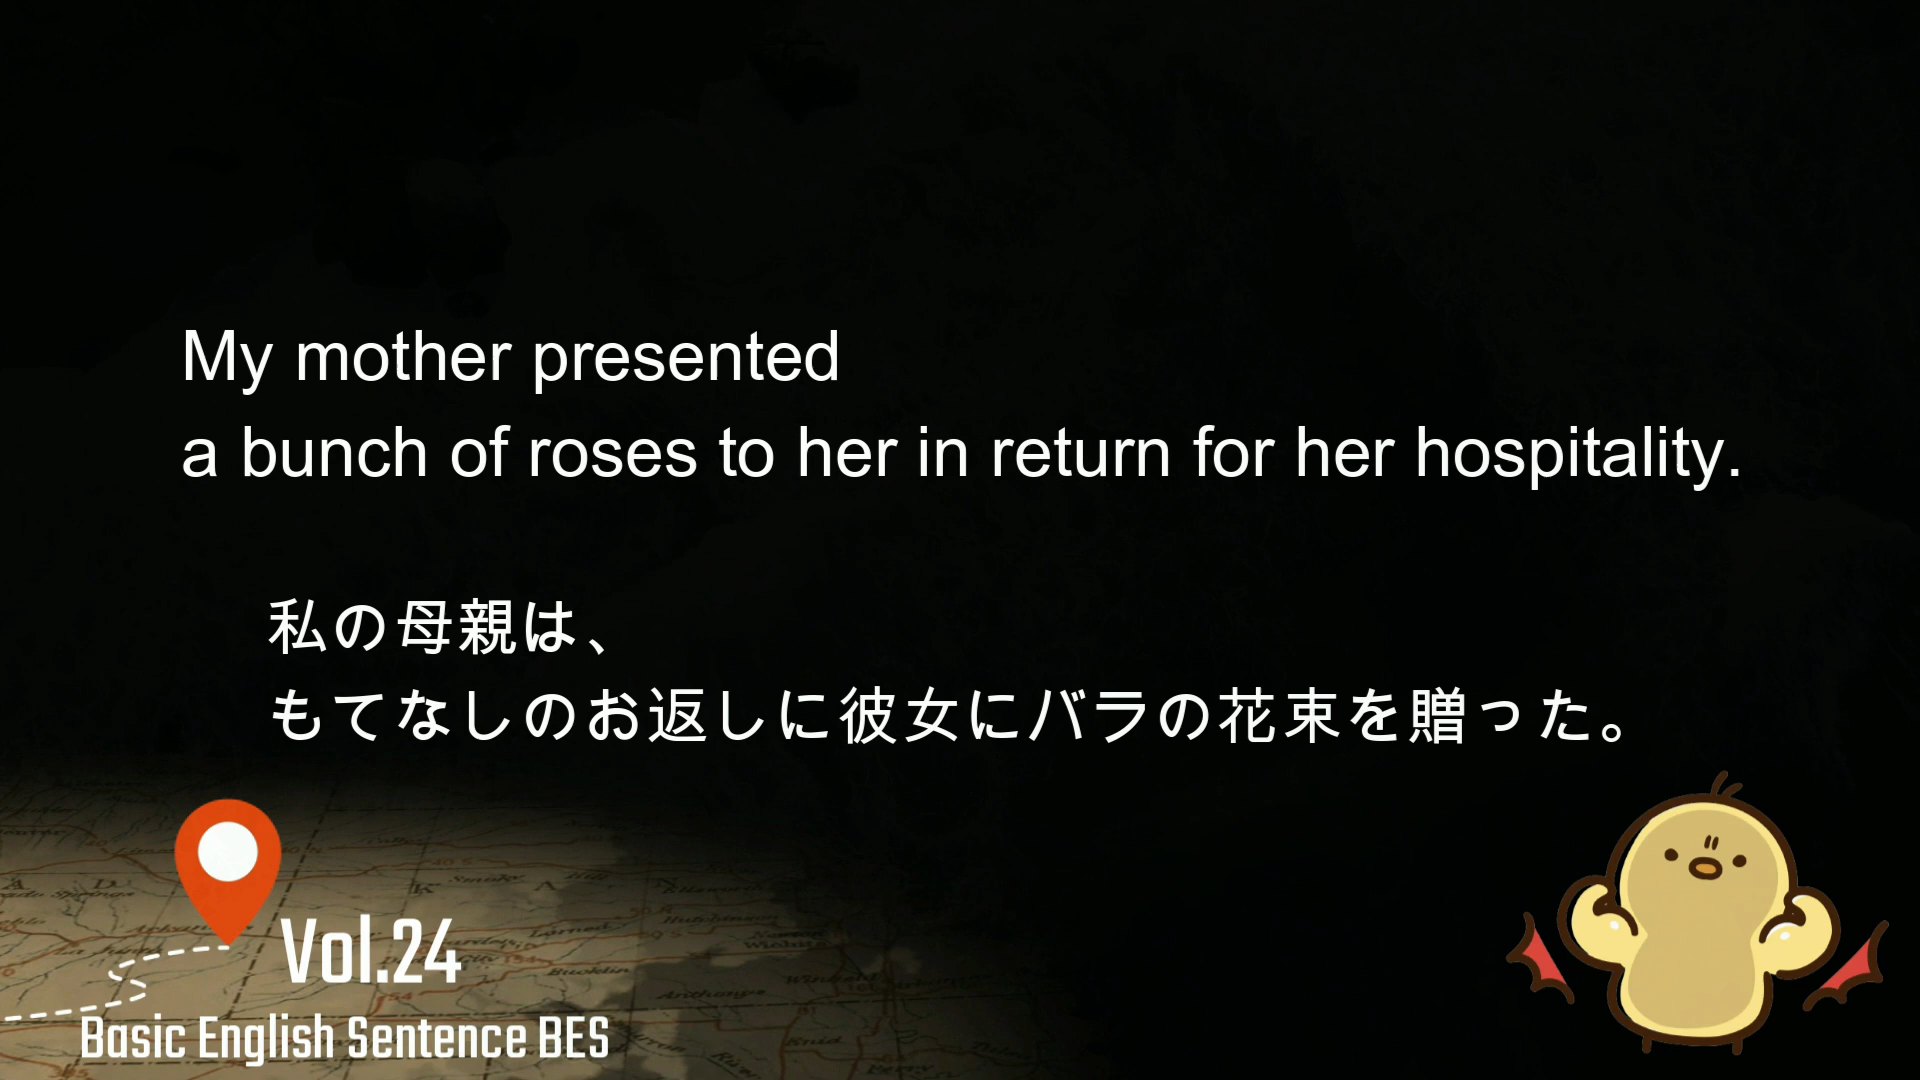 My mother presented
a bunch of roses to her in return for her hospitality.
私の母親は、
もてなしのお返しに彼女にバラの花束を贈った。
Vol.24
Basic English Sentence BES